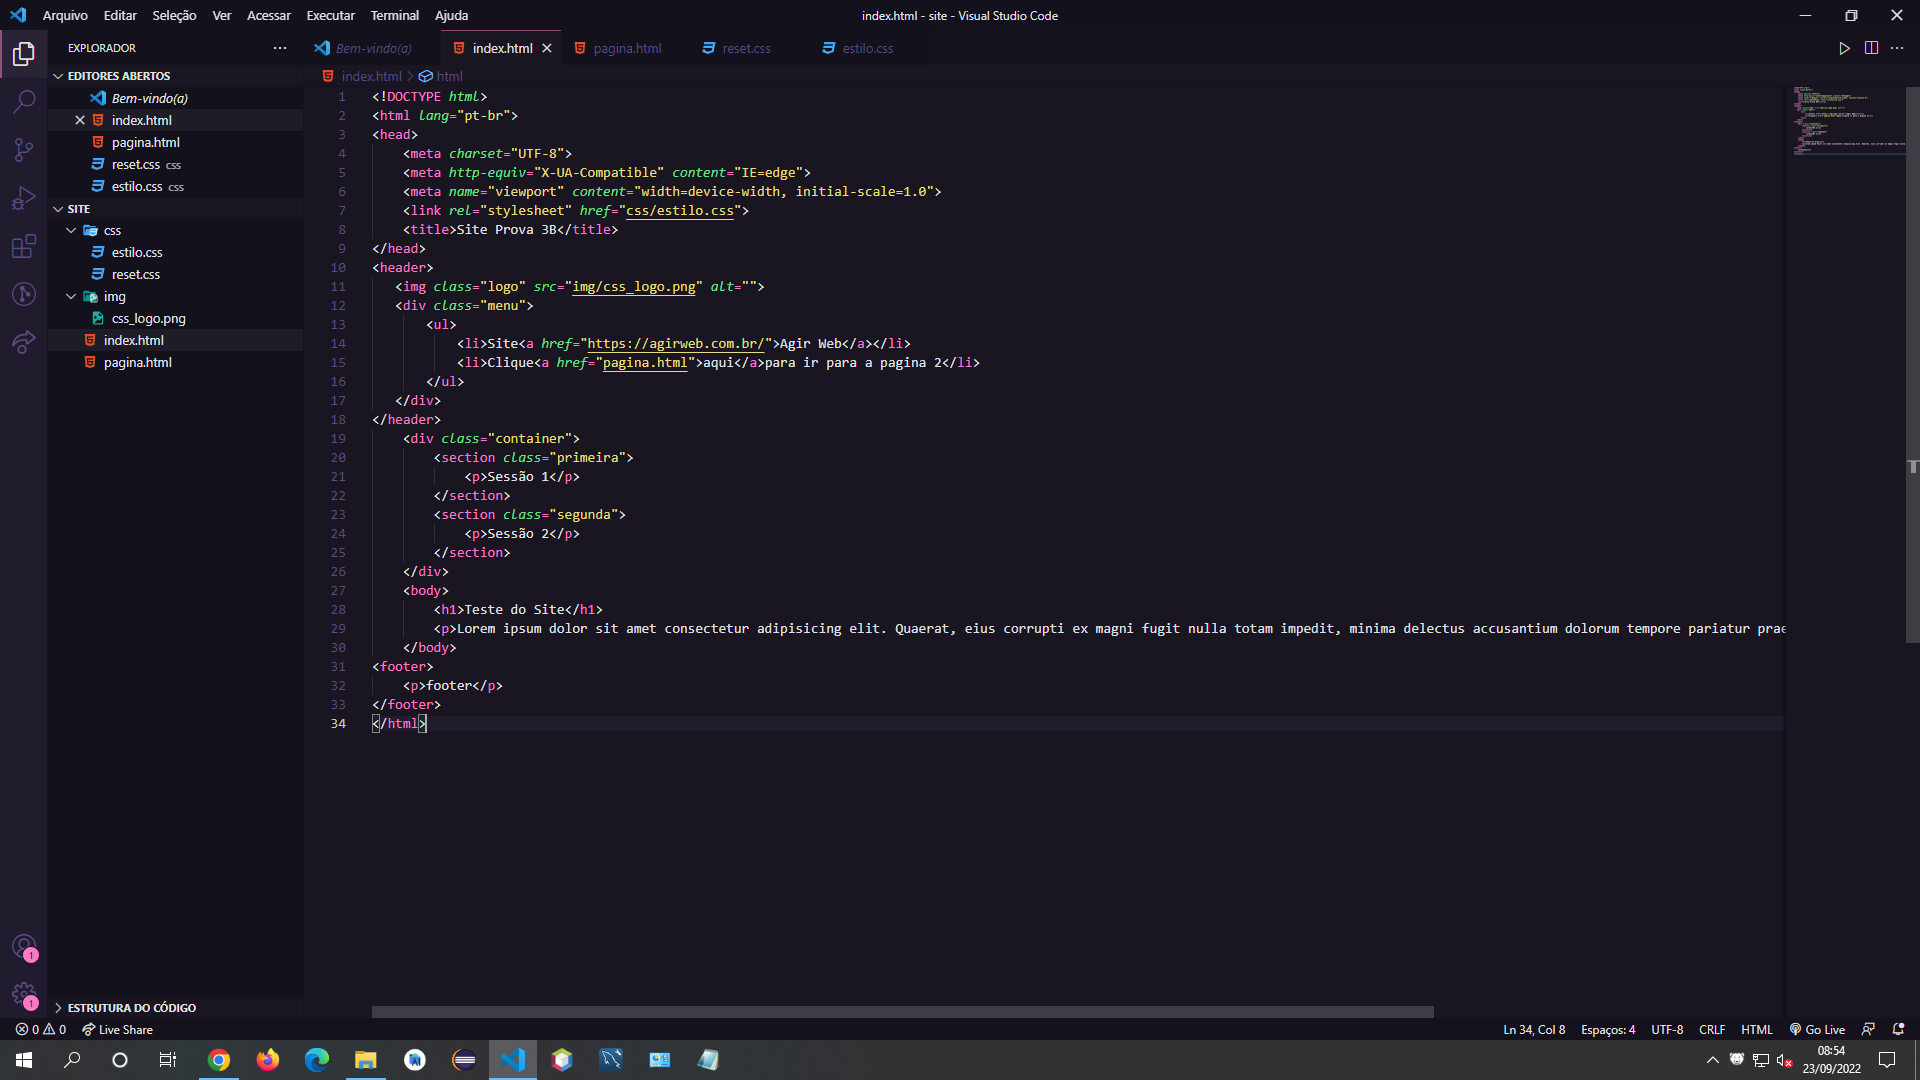 Arquivo Editar Seleção Ver Acessar Executar Terminal Ajuda
index.html - site - Visual Studio Code
EXPLORADOR
EDITORES ABERTOS
Bem-vindo(a)
index.html
pagina.html
reset.css css
estilo.css css
SITE
css
estilo.css
reset.css
img
css_logo.png
index.html
pagina.html
ESTRUTURA DO CÓDIGO
Bem-vindo(a) index.html pagina.html reset.css estilo.css
index.html > html
1 <!DOCTYPE html>
2 <html lang="pt-br">
3 <head>
4 <meta charset="UTF-8">
5 <meta http-equiv="X-UA-Compatible" content="IE=edge">
6 <meta name="viewport" content="width=device-width, initial-scale=1.0">
7 <link rel="stylesheet" href="css/estilo.css">
8 <title>Site Prova 3B</title>
9 </head>
10 <header>
11 <img class="logo" src="img/css_logo.png" alt="">
12 <div class="menu">
13 <ul>
14 <li>Site<a href="https://agirweb.com.br/">Agir Web</a></li>
15 <li>Clique<a href="pagina.html">aqui</a>para ir para a pagina 2</li>
16 </ul>
17 </div>
18 </header>
19 <div class="container">
20 <section class="primeira">
21 <p>Sessão 1</p>
22 </section>
23 <section class="segunda">
24 <p>Sessão 2</p>
25 </section>
26 </div>
27 <body>
28 <h1>Teste do Site</h1>
29 <p>Lorem ipsum dolor sit amet consectetur adipisicing elit. Quaerat, eius corrupti ex magni fugit nulla totam impedit, minima delectus accusantium dolorum tempore pariatur prae
30 </body>
31 <footer>
32 <p>footer</p>
33 </footer>
34 </html>
1
1
0 0 Live Share
Ln 34, Col 8 Espaços: 4 UTF-8 CRLF HTML Go Live
08:54
23/09/2022